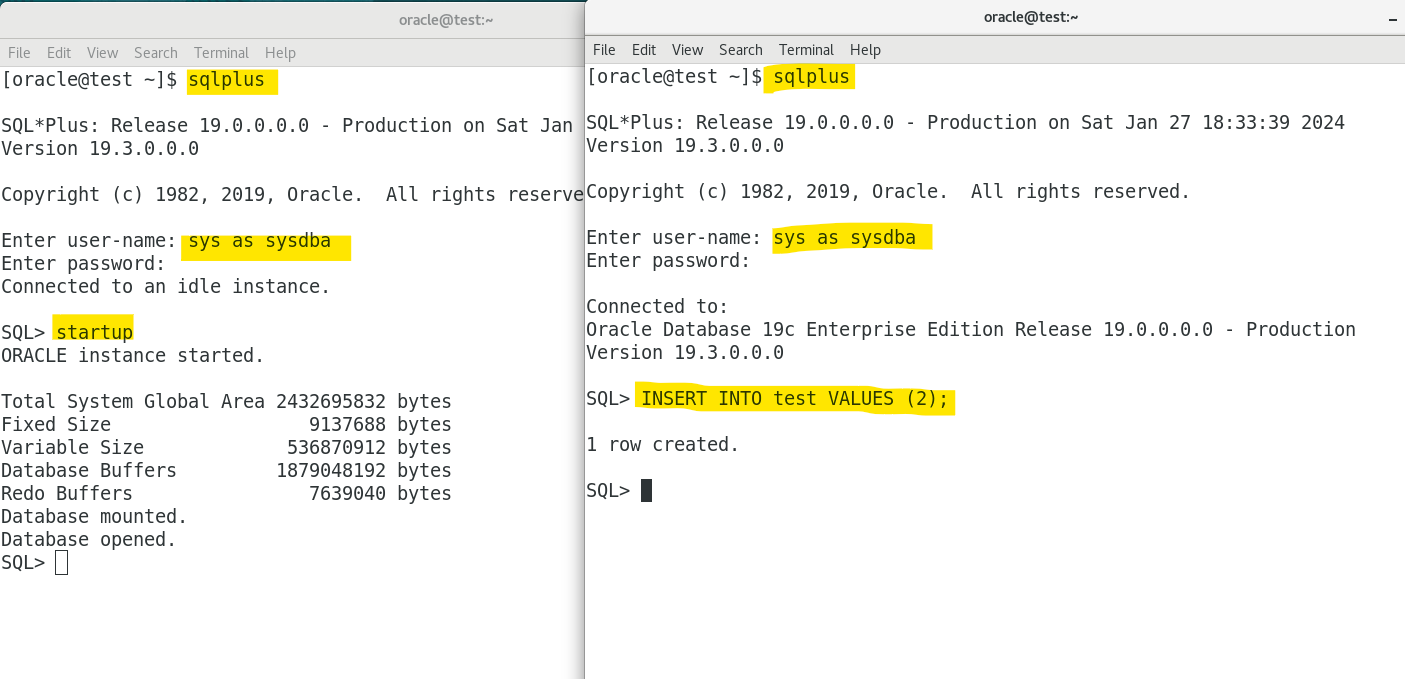 oracle@test:~
File Edit View Search Terminal Help
[oracle@test ~]$ sqlplus

SQL*Plus: Release 19.0.0.0.0 - Production on Sat Jan
Version 19.3.0.0.0

Copyright (c) 1982, 2019, Oracle.  All rights reserve

Enter user-name: sys as sysdba
Enter password:
Connected to an idle instance.

SQL> startup
ORACLE instance started.

Total System Global Area 2432695832 bytes
Fixed Size                  9137688 bytes
Variable Size             536870912 bytes
Database Buffers         1879048192 bytes
Redo Buffers                7639040 bytes
Database mounted.
Database opened.
SQL>

oracle@test:~
File Edit View Search Terminal Help
[oracle@test ~]$ sqlplus

SQL*Plus: Release 19.0.0.0.0 - Production on Sat Jan 27 18:33:39 2024
Version 19.3.0.0.0

Copyright (c) 1982, 2019, Oracle.  All rights reserved.

Enter user-name: sys as sysdba
Enter password:

Connected to:
Oracle Database 19c Enterprise Edition Release 19.0.0.0.0 - Production
Version 19.3.0.0.0

SQL> INSERT INTO test VALUES (2);

1 row created.

SQL>